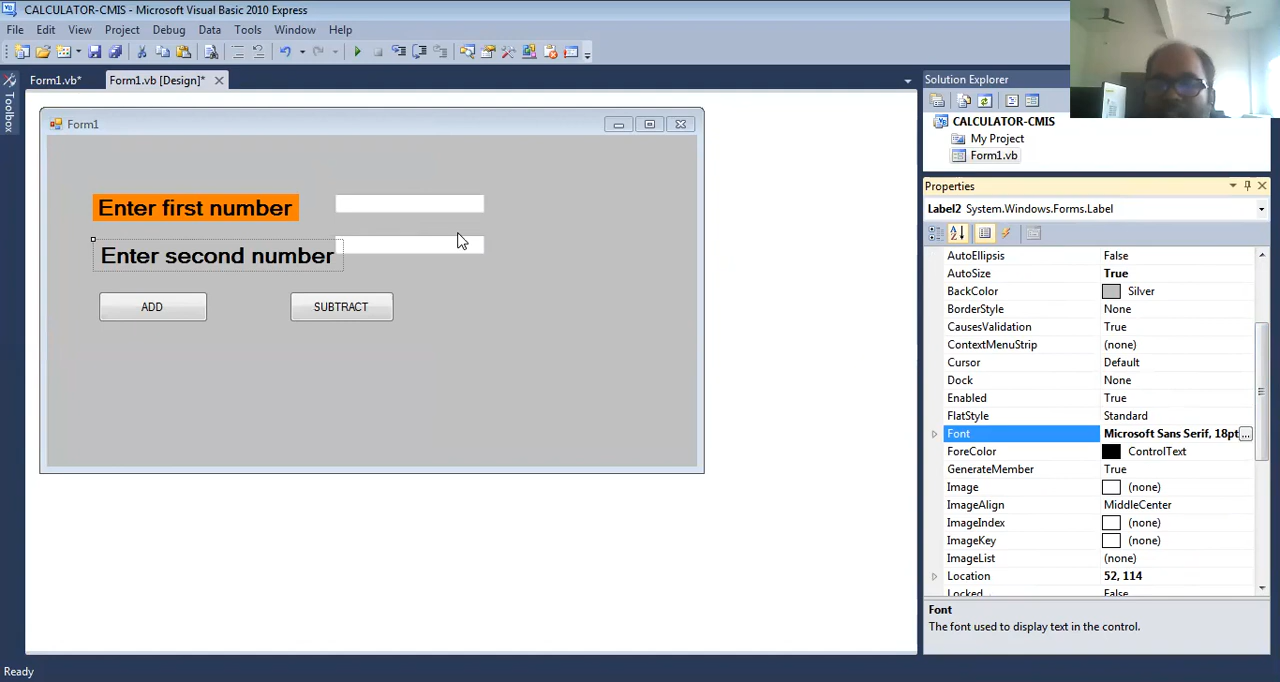 CALCULATOR-CMIS - Microsoft Visual Basic 2010 Express
File Edit View Project Debug Data Tools Window Help
Form1.vb* Form1.vb [Design]*
Toolbox
Form1
Enter first number
Enter second number
ADD SUBTRACT
Solution Explorer
CALCULATOR-CMIS
My Project
Form1.vb
Properties
Label2 System.Windows.Forms.Label
AutoEllipsis False
AutoSize True
BackColor Silver
BorderStyle None
CausesValidation True
ContextMenuStrip (none)
Cursor Default
Dock None
Enabled True
FlatStyle Standard
Font Microsoft Sans Serif, 18pt ...
ForeColor ControlText
GenerateMember True
Image (none)
ImageAlign MiddleCenter
ImageIndex (none)
ImageKey (none)
ImageList (none)
Location 52, 114
Locked False
Font
The font used to display text in the control.
Ready